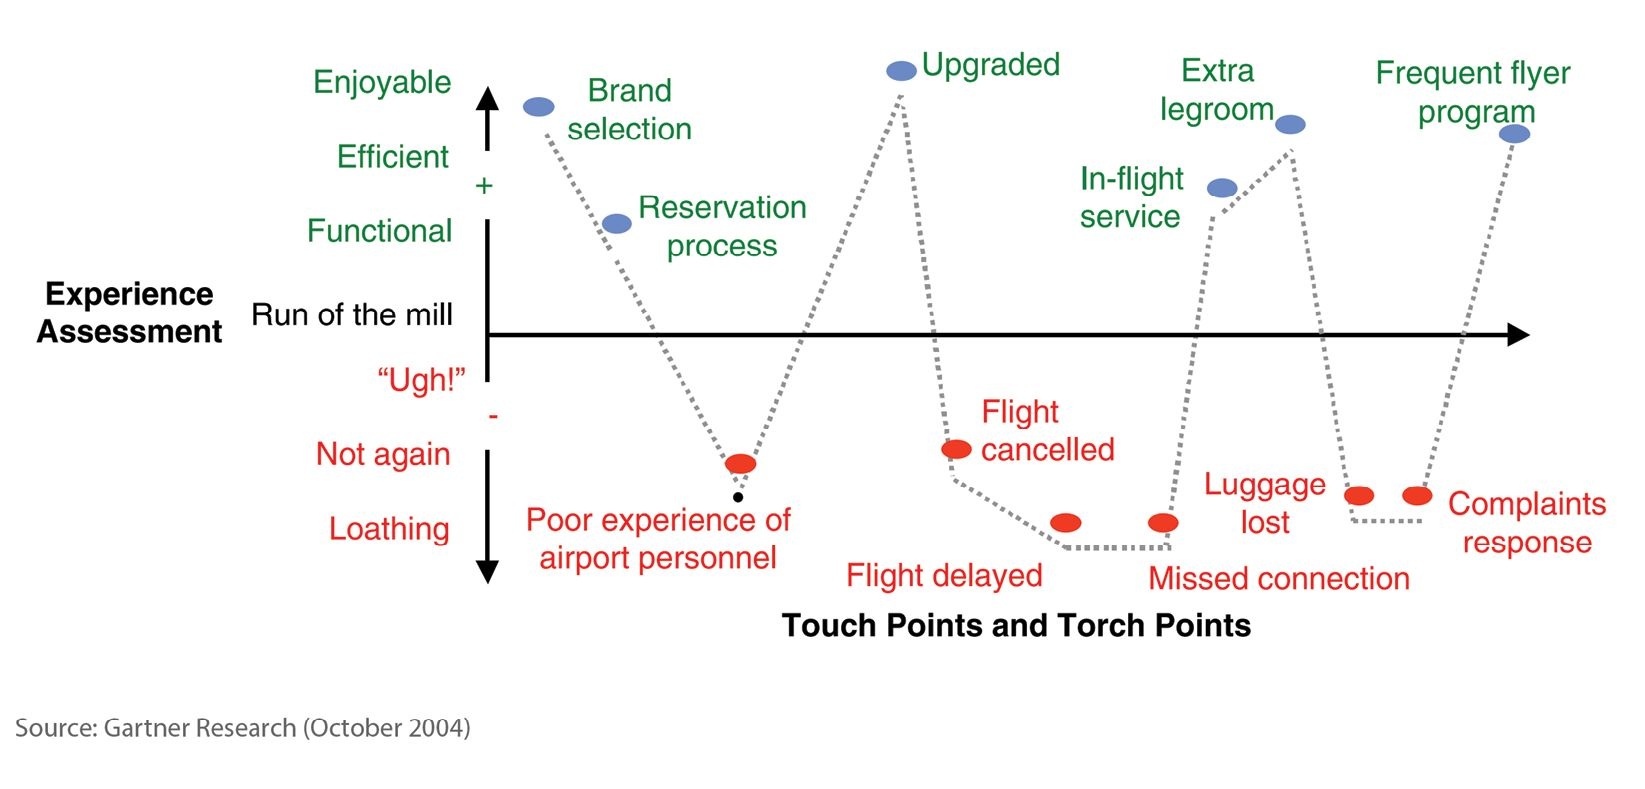 Enjoyable
Efficient
+
Functional
Experience
Assessment
Run of the mill
“Ugh!”
-
Not again
Loathing
Brand
selection
Reservation
process
Poor experience of
airport personnel
Upgraded
Flight
cancelled
Flight delayed
Missed connection
In-flight
service
Extra
legroom
Luggage
lost
Complaints
response
Frequent flyer
program
Touch Points and Torch Points
Source: Gartner Research (October 2004)